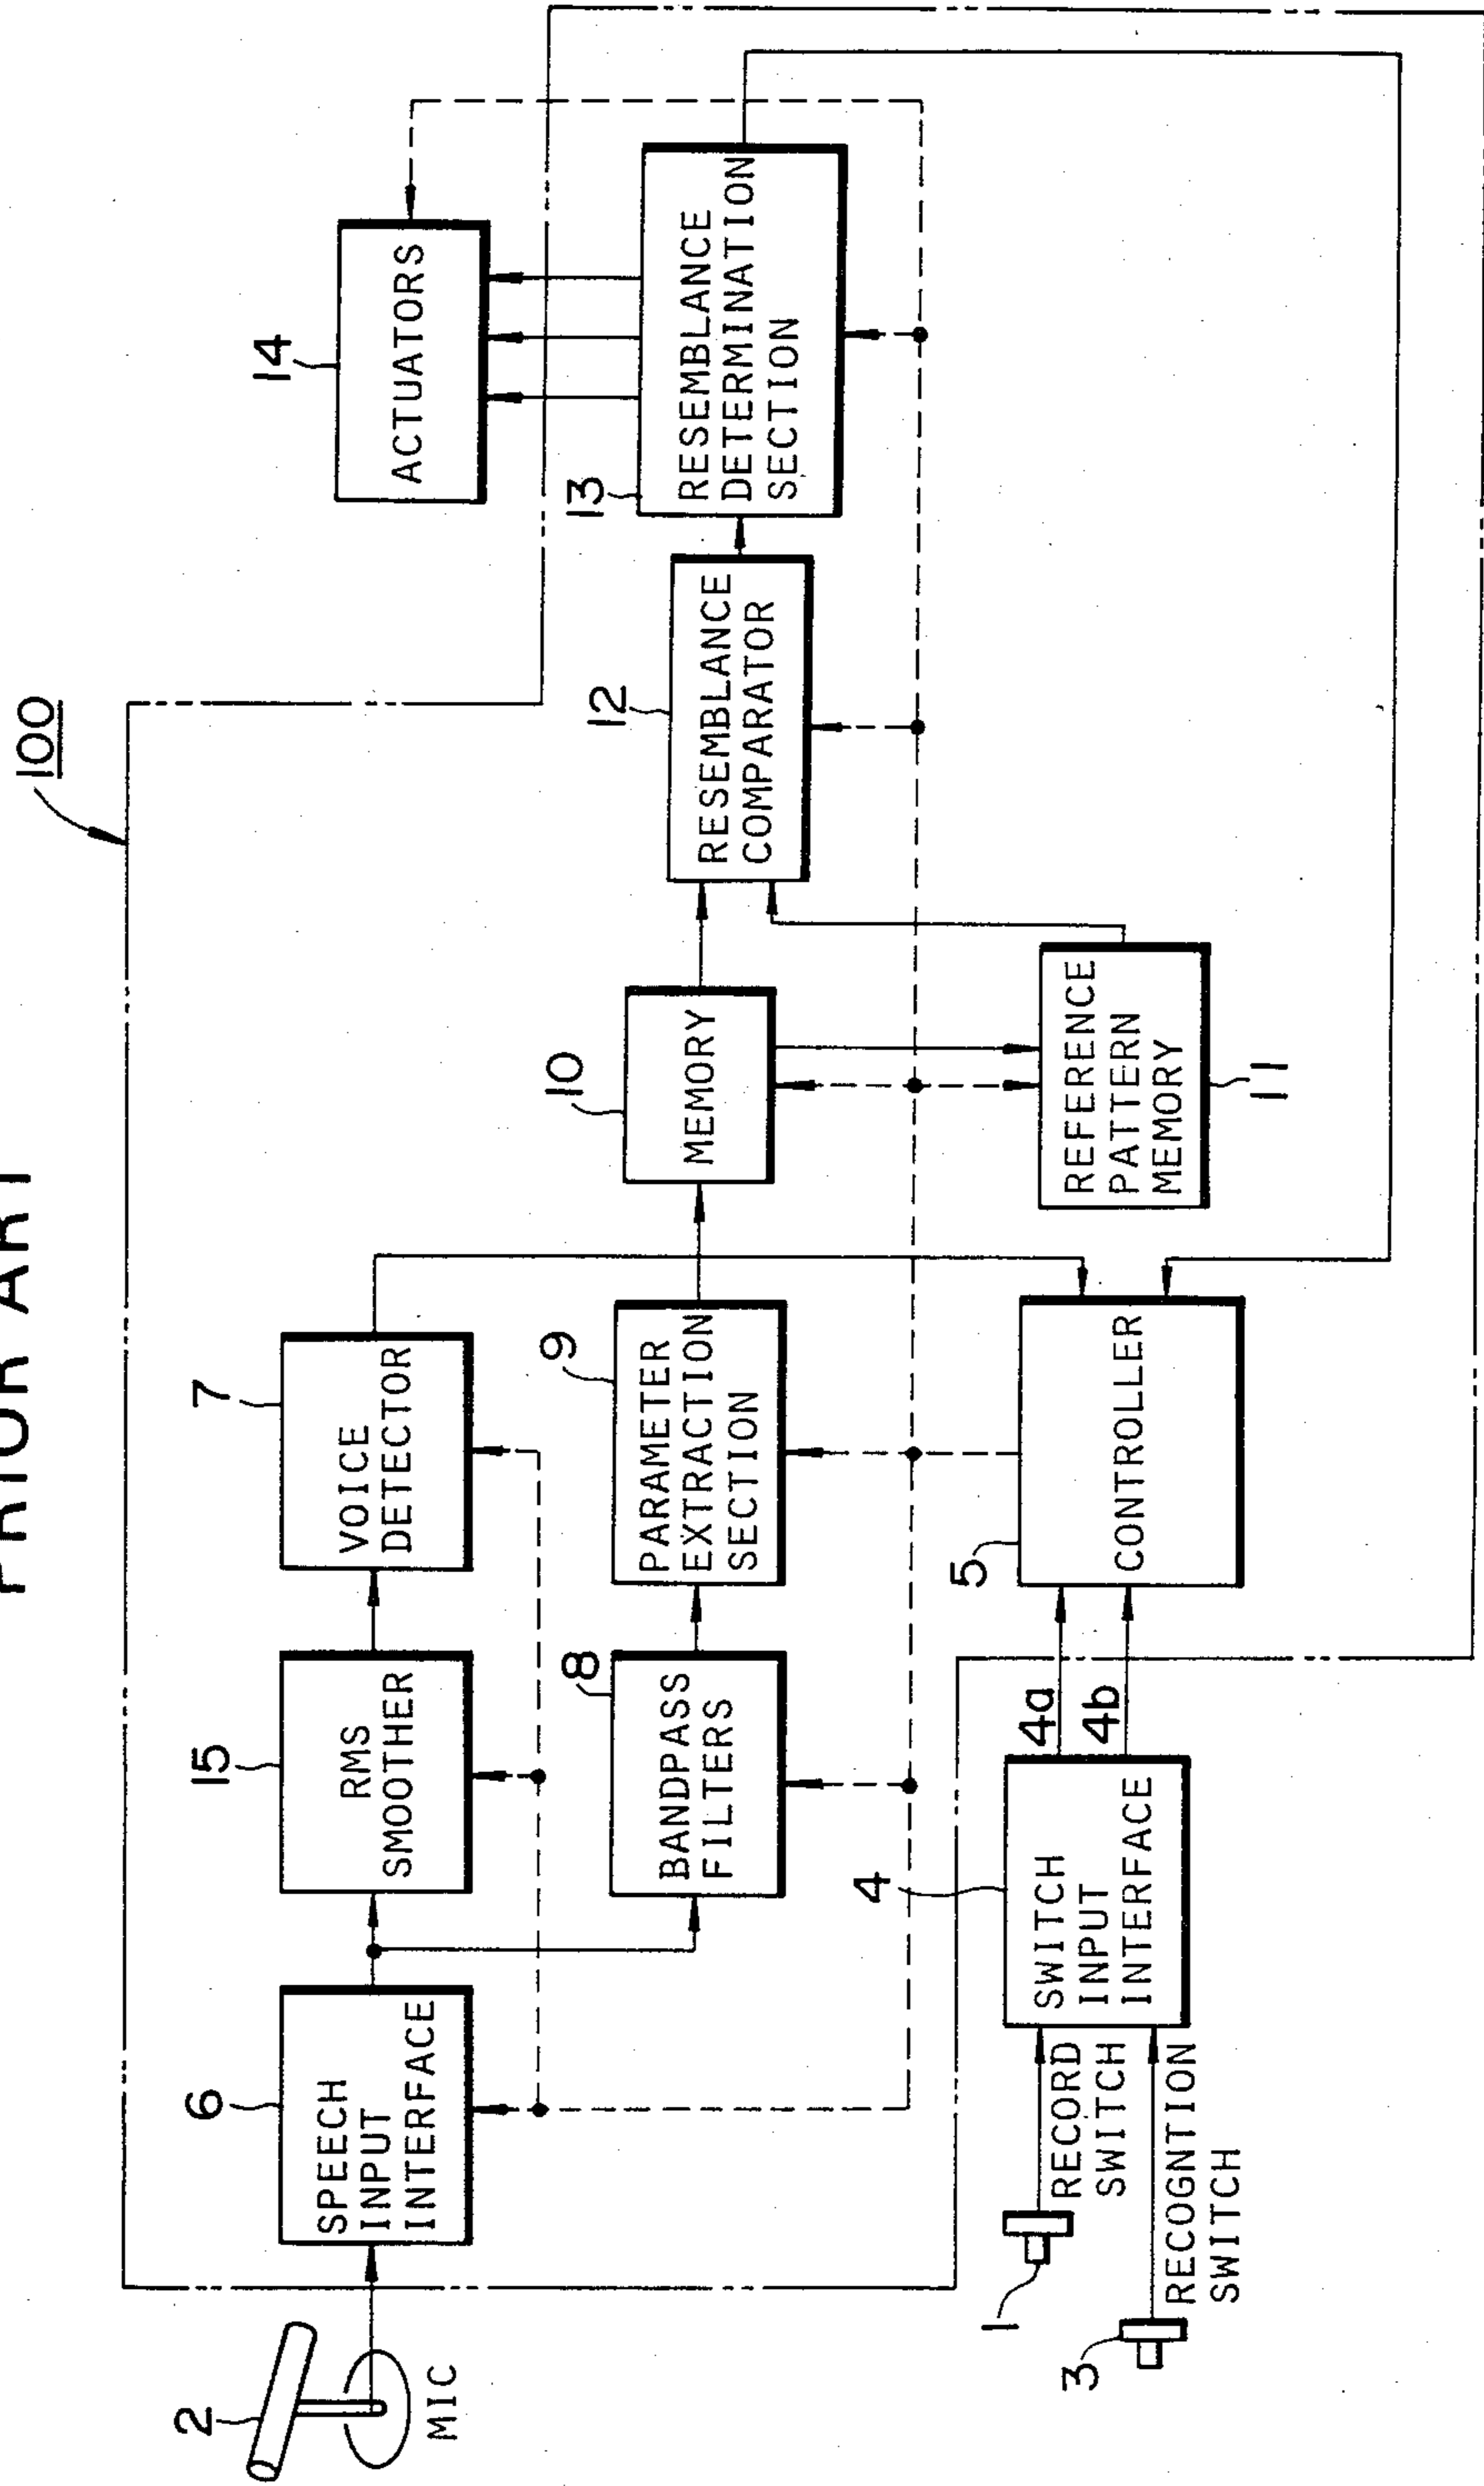 PRIOR ART
100
2
MIC
6
SPEECH
INPUT
INTERFACE
15
RMS
SMOOTHER
7
VOICE
DETECTOR
8
BANDPASS
FILTERS
9
PARAMETER
EXTRACTION
SECTION
10
MEMORY
12
RESEMBLANCE
COMPARATOR
13
RESEMBLANCE
DETERMINATION
SECTION
14
ACTUATORS
1
RECORD
SWITCH
3
RECOGNTION
SWITCH
4
SWITCH
INPUT
INTERFACE
4a
4b
5
CONTROLLER
REFERENCE
PATTERN
MEMORY
11